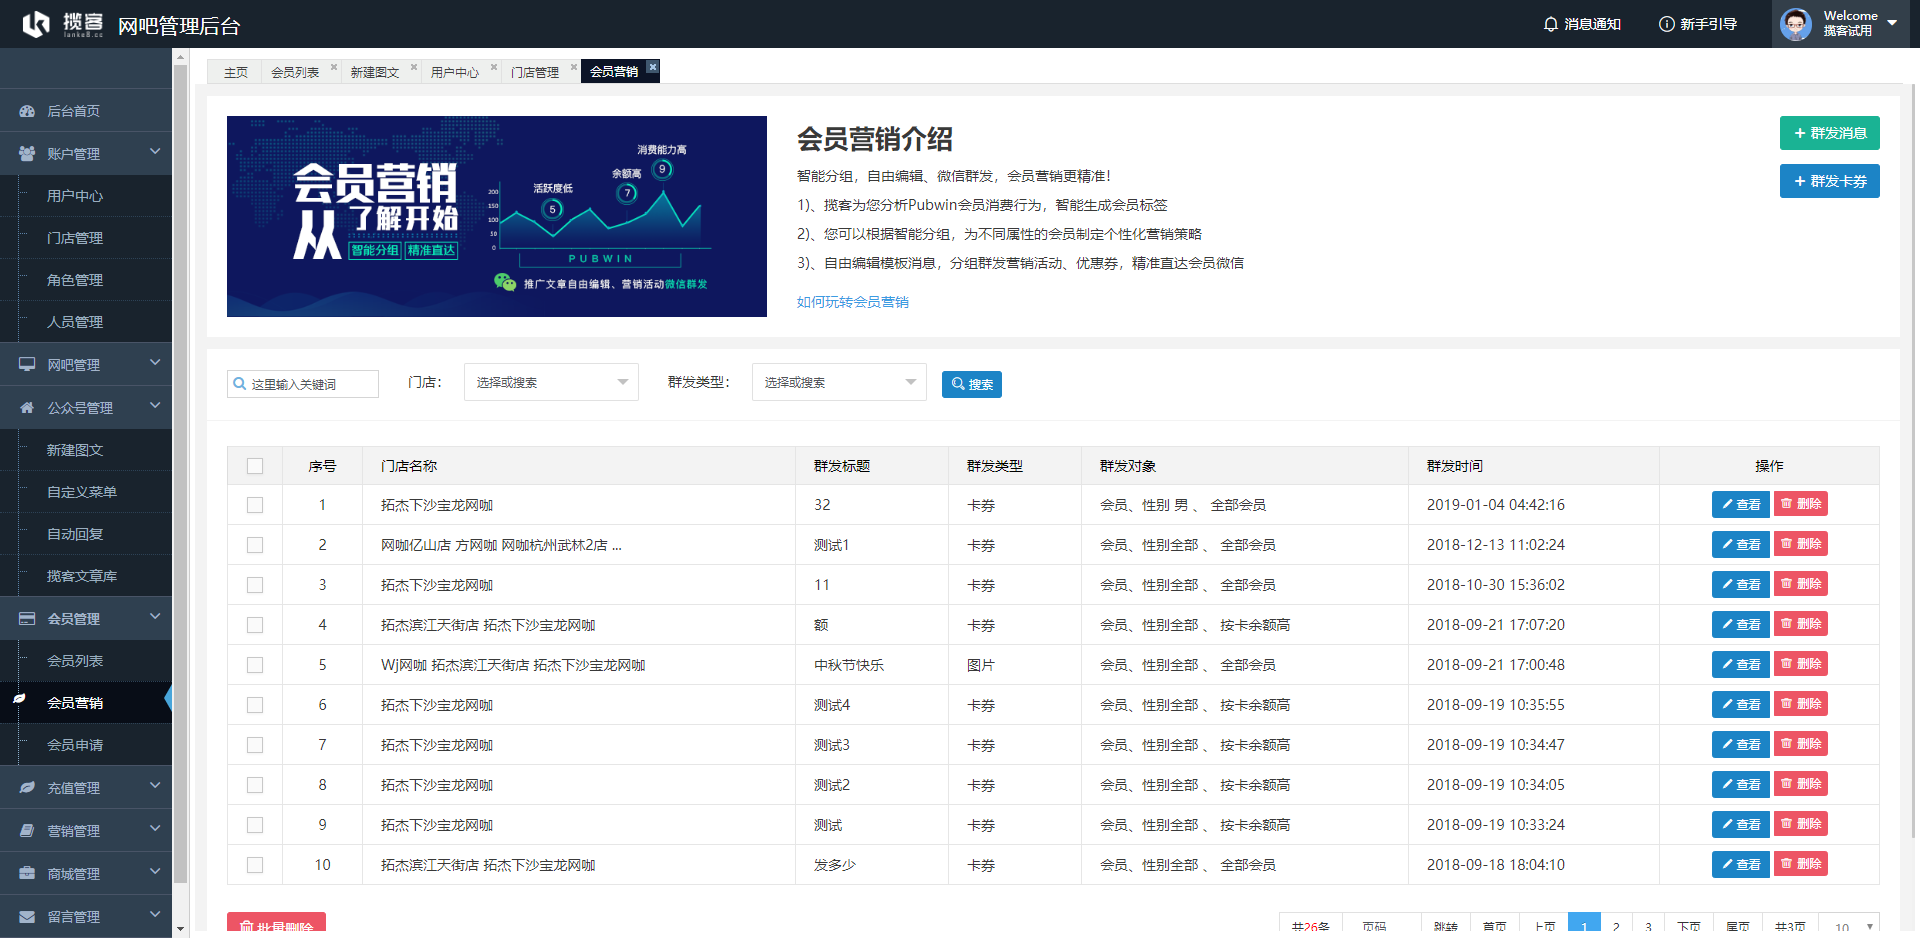 揽客 lanke8.cc 网吧管理后台
消息通知 新手引导 Welcome 揽客试用
后台首页
账户管理
用户中心
门店管理
角色管理
人员管理
网吧管理
公众号管理
新建图文
自定义菜单
自动回复
揽客文章库
会员管理
会员列表
会员营销
会员申请
充值管理
营销管理
商城管理
留言管理
主页 会员列表 新建图文 用户中心 门店管理 会员营销
会员营销
从了解开始
智能分组 精准直达
活跃度低 5
余额高 7
消费能力高 9
200
150
100
50
0
PUBWIN
推广文章自由编辑、营销活动微信群发
会员营销介绍
智能分组，自由编辑、微信群发，会员营销更精准！
1)、揽客为您分析Pubwin会员消费行为，智能生成会员标签
2)、您可以根据智能分组，为不同属性的会员制定个性化营销策略
3)、自由编辑模板消息，分组群发营销活动、优惠券，精准直达会员微信
如何玩转会员营销
+ 群发消息
+ 群发卡券
这里输入关键词 门店： 选择或搜索 群发类型： 选择或搜索 搜索
序号 门店名称 群发标题 群发类型 群发对象 群发时间 操作
1 拓杰下沙宝龙网咖 32 卡券 会员、性别 男 、 全部会员 2019-01-04 04:42:16 查看 删除
2 网咖亿山店 方网咖 网咖杭州武林2店 ... 测试1 卡券 会员、性别全部 、 全部会员 2018-12-13 11:02:24 查看 删除
3 拓杰下沙宝龙网咖 11 卡券 会员、性别全部 、 全部会员 2018-10-30 15:36:02 查看 删除
4 拓杰滨江天街店 拓杰下沙宝龙网咖 额 卡券 会员、性别全部 、 按卡余额高 2018-09-21 17:07:20 查看 删除
5 Wj网咖 拓杰滨江天街店 拓杰下沙宝龙网咖 中秋节快乐 图片 会员、性别全部 、 全部会员 2018-09-21 17:00:48 查看 删除
6 拓杰下沙宝龙网咖 测试4 卡券 会员、性别全部 、 按卡余额高 2018-09-19 10:35:55 查看 删除
7 拓杰下沙宝龙网咖 测试3 卡券 会员、性别全部 、 按卡余额高 2018-09-19 10:34:47 查看 删除
8 拓杰下沙宝龙网咖 测试2 卡券 会员、性别全部 、 按卡余额高 2018-09-19 10:34:05 查看 删除
9 拓杰下沙宝龙网咖 测试 卡券 会员、性别全部 、 按卡余额高 2018-09-19 10:33:24 查看 删除
10 拓杰滨江天街店 拓杰下沙宝龙网咖 发多少 卡券 会员、性别全部 、 全部会员 2018-09-18 18:04:10 查看 删除
批量删除 共26条 页码 跳转 首页 上页 1 2 3 下页 尾页 共3页 10